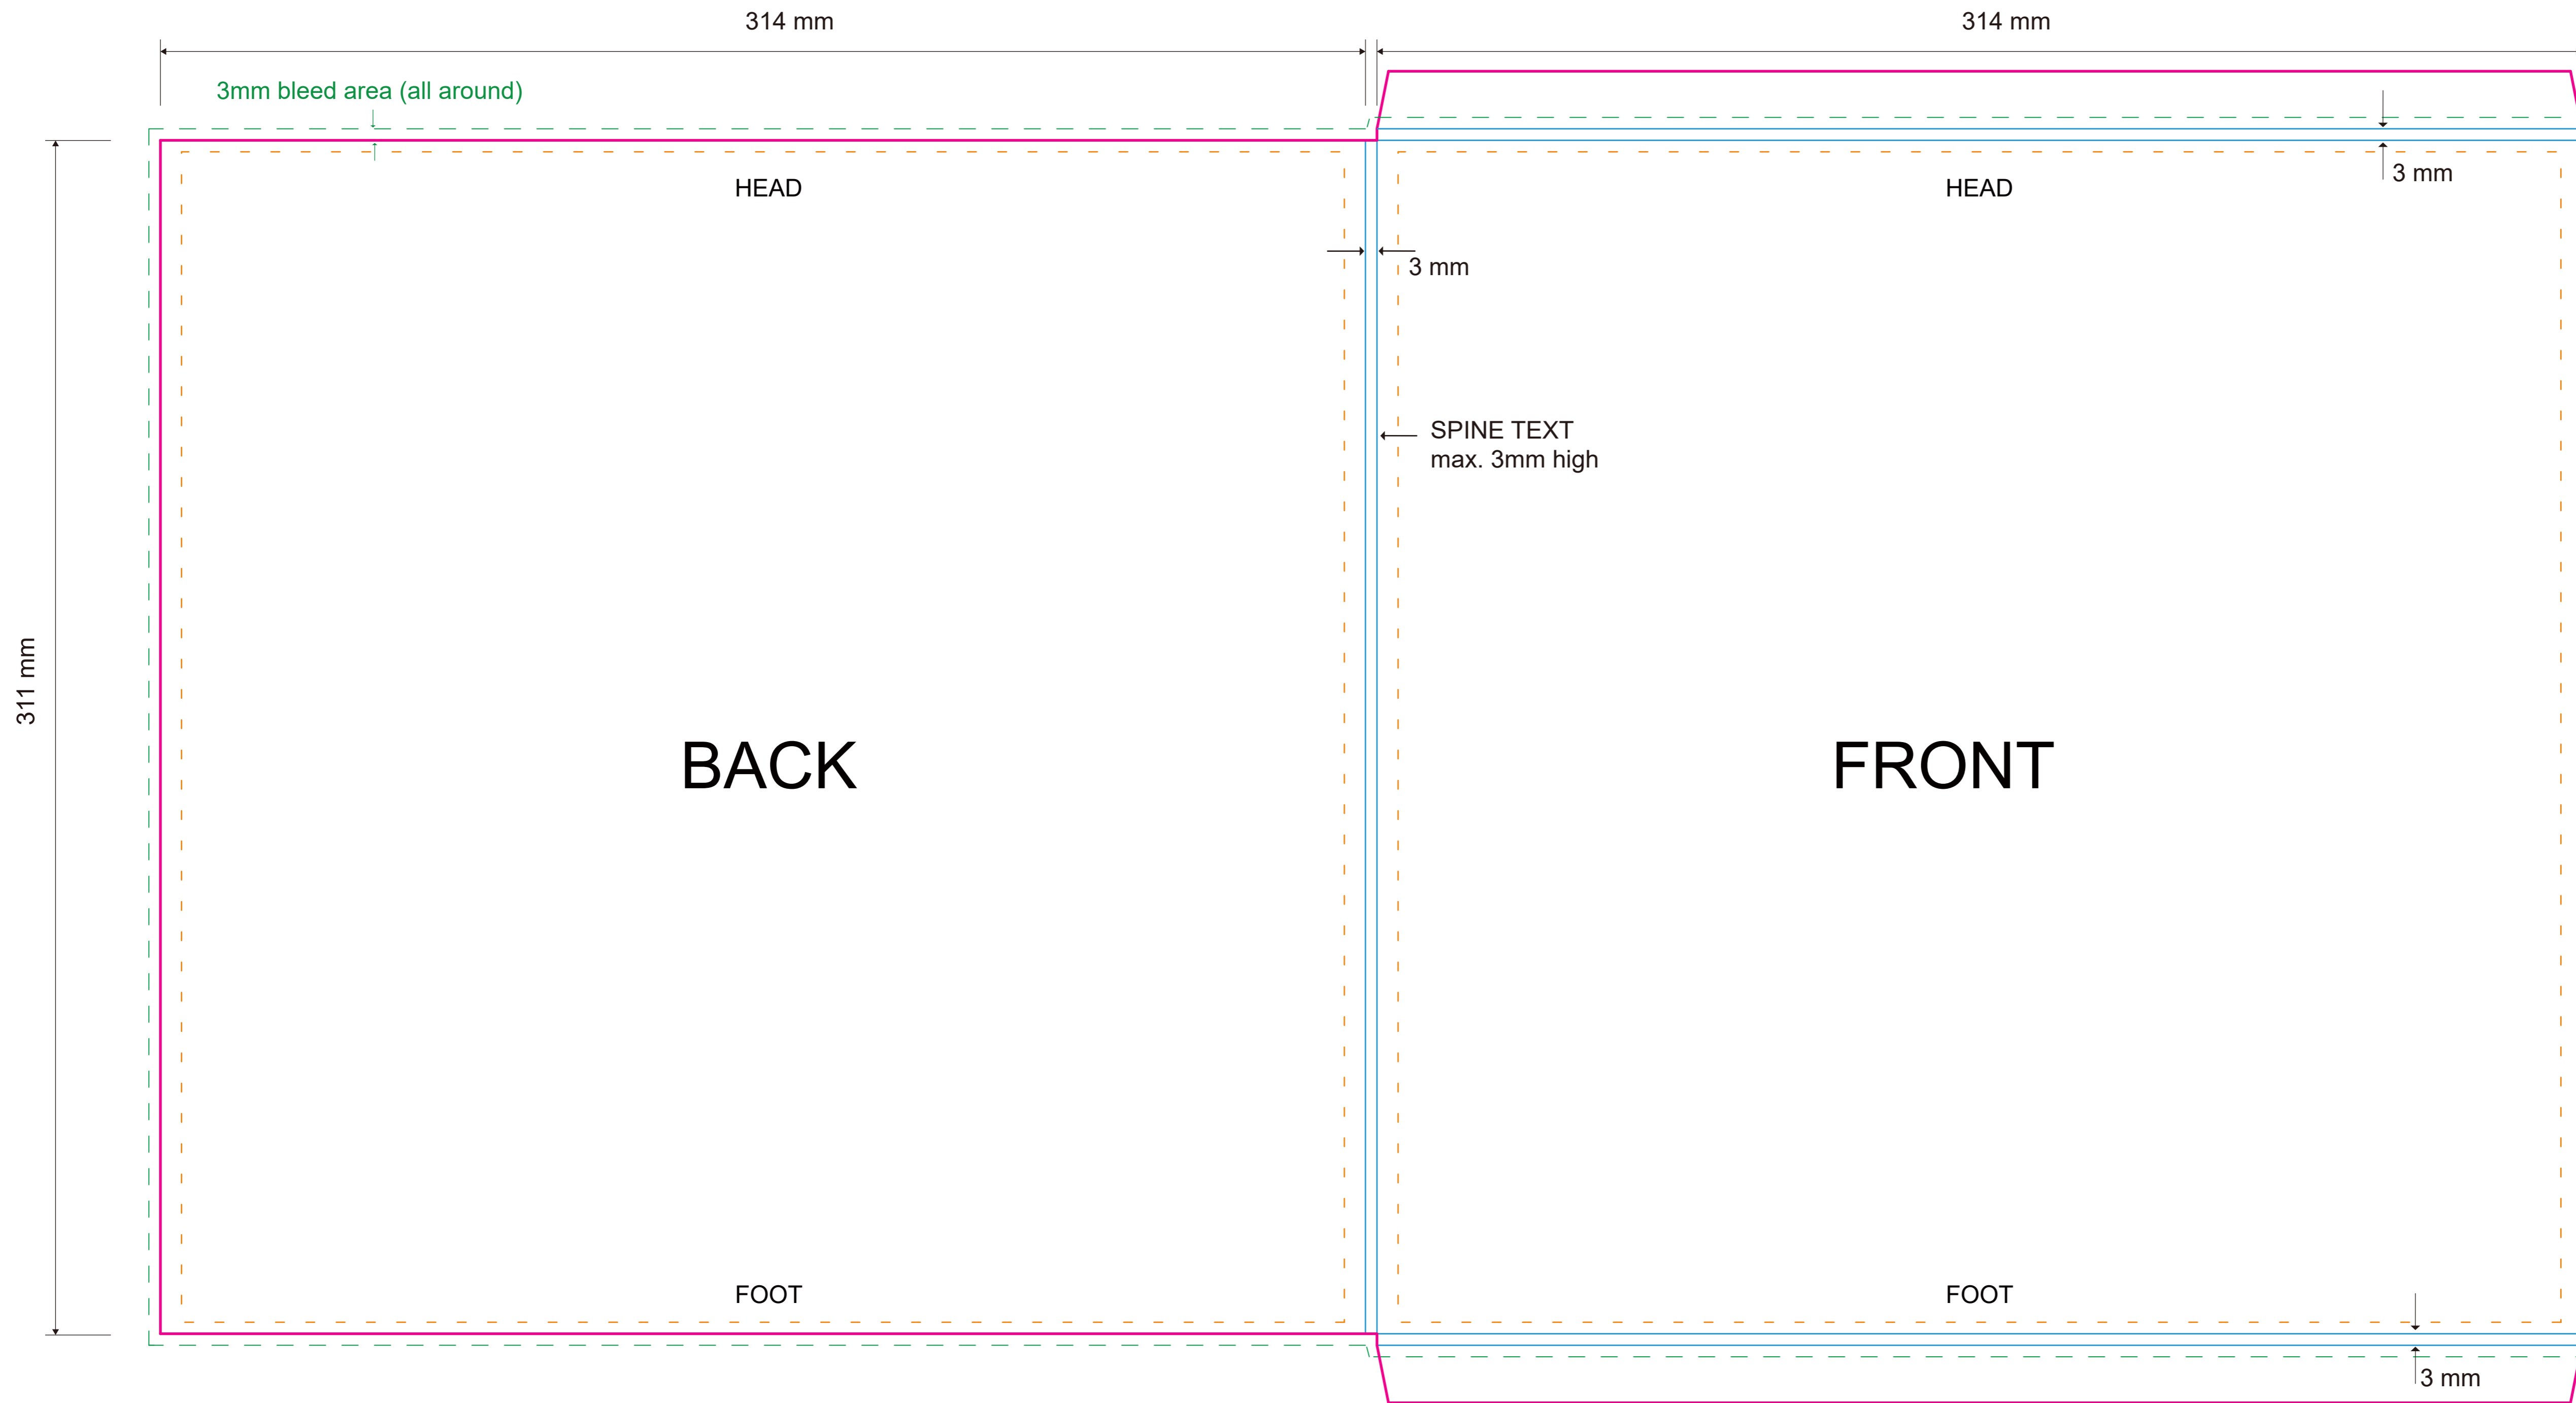 314 mm
314 mm
3mm bleed area (all around)
HEAD
HEAD
3 mm
3 mm
SPINE TEXT
max. 3mm high
311 mm
BACK
FRONT
FOOT
FOOT
3 mm